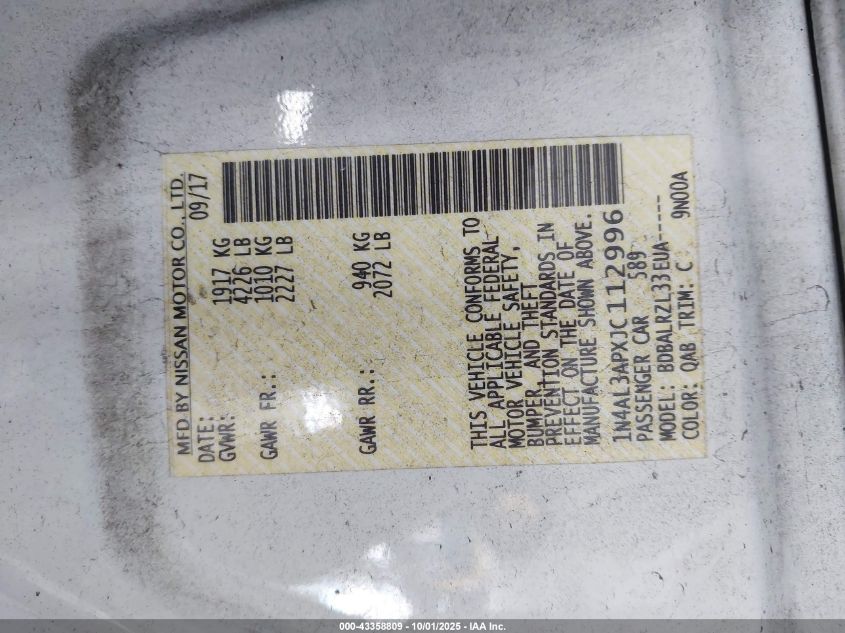 MFD BY NISSAN MOTOR CO., LTD.
DATE: 09/17
GVWR: 1917 KG
4226 LB
GAWR FR.: 1010 KG
2227 LB
GAWR RR.: 940 KG
2072 LB
THIS VEHICLE CONFORMS TO
ALL APPLICABLE FEDERAL
MOTOR VEHICLE SAFETY,
BUMPER, AND THEFT
PREVENTION STANDARDS IN
EFFECT ON THE DATE OF
MANUFACTURE SHOWN ABOVE.
1N4AL3APXJC112996
PASSENGER CAR 589
MODEL: BDBALRZL33EUA-----
COLOR: QAB TRIM: C 9N00A
000-43358809 - 10/01/2025 - IAA Inc.